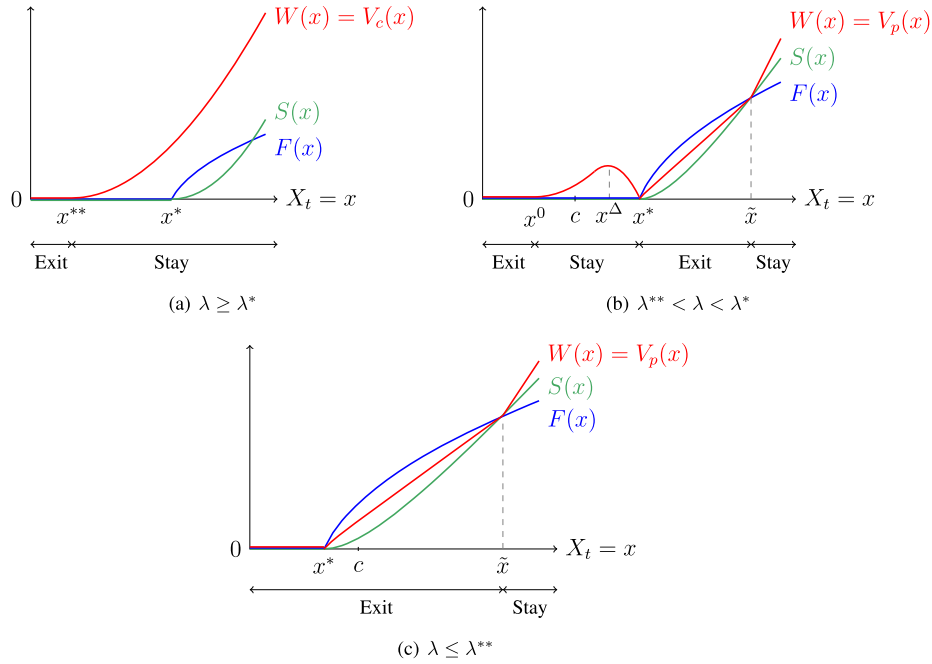 W(x) = V_c(x)
S(x)
F(x)
0
x** x* X_t = x
Exit Stay
(a) λ ≥ λ*
W(x) = V_p(x)
S(x)
F(x)
0
x^0 c x^Δ x* x̃ X_t = x
Exit Stay Exit Stay
(b) λ** < λ < λ*
W(x) = V_p(x)
S(x)
F(x)
0
x* c x̃ X_t = x
Exit Stay
(c) λ ≤ λ**